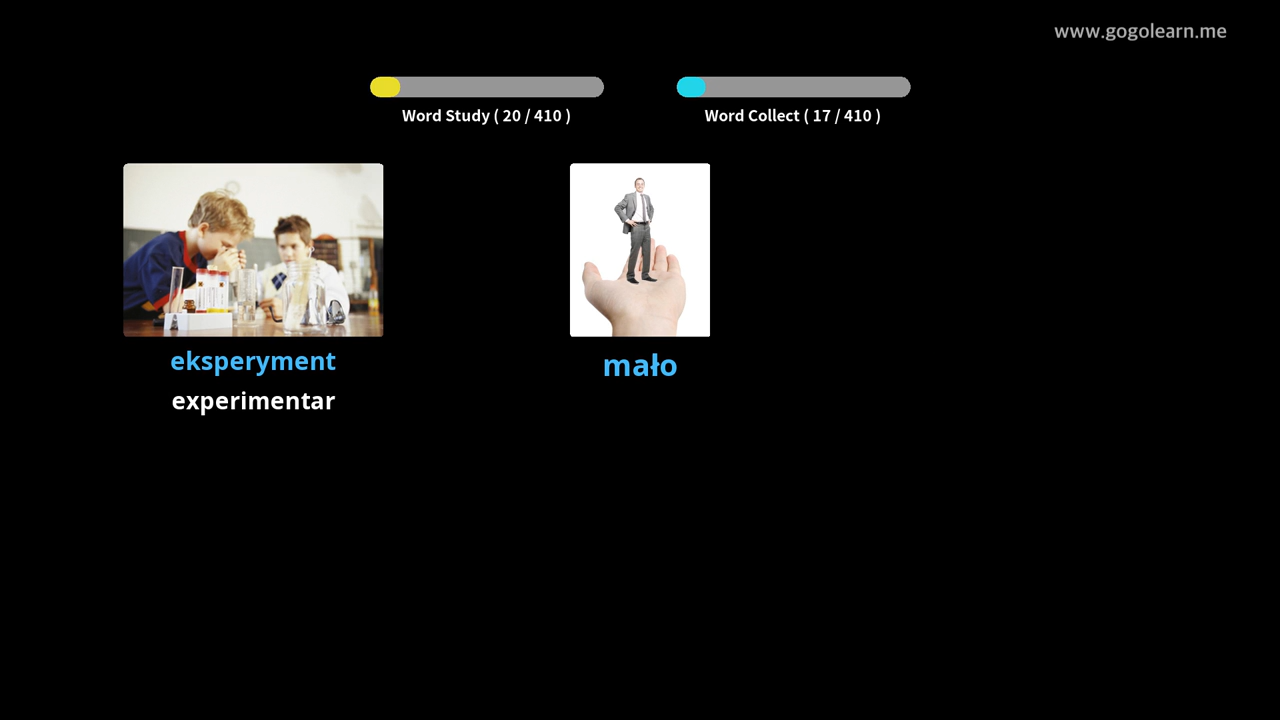 www.gogolearn.me
Word Study ( 20 / 410 )
Word Collect ( 17 / 410 )
eksperyment
experimentar
mało